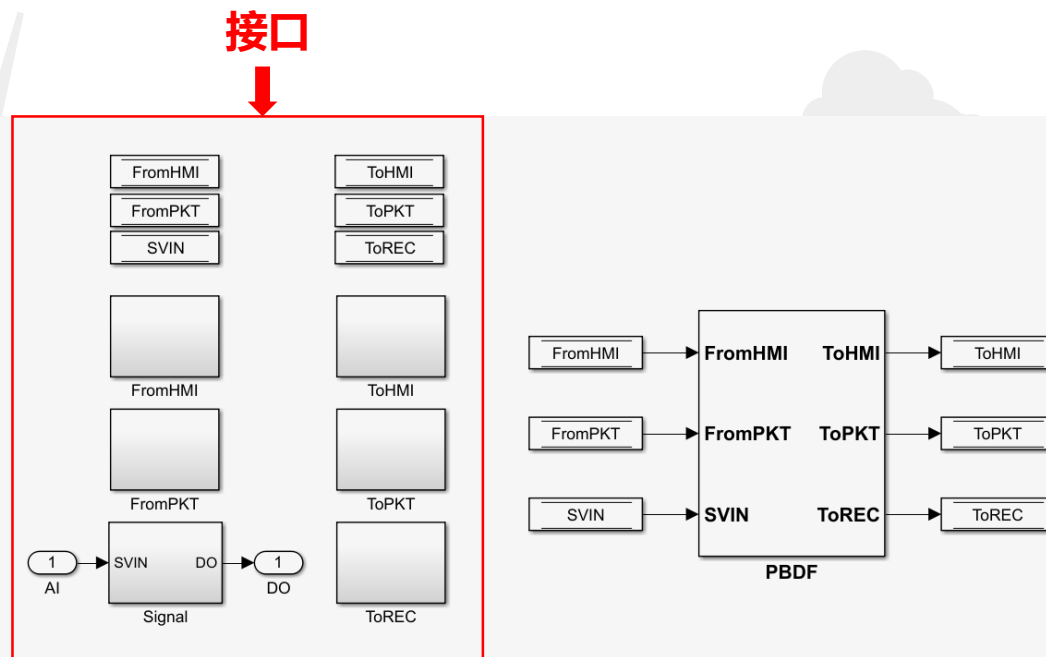 接口
FromHMI
ToHMI
FromPKT
ToPKT
SVIN
ToREC
FromHMI
ToHMI
FromPKT
ToPKT
1
AI
SVIN
DO
Signal
1
DO
ToREC
FromHMI
FromHMI
ToHMI
ToHMI
FromPKT
FromPKT
ToPKT
ToPKT
SVIN
SVIN
ToREC
ToREC
PBDF